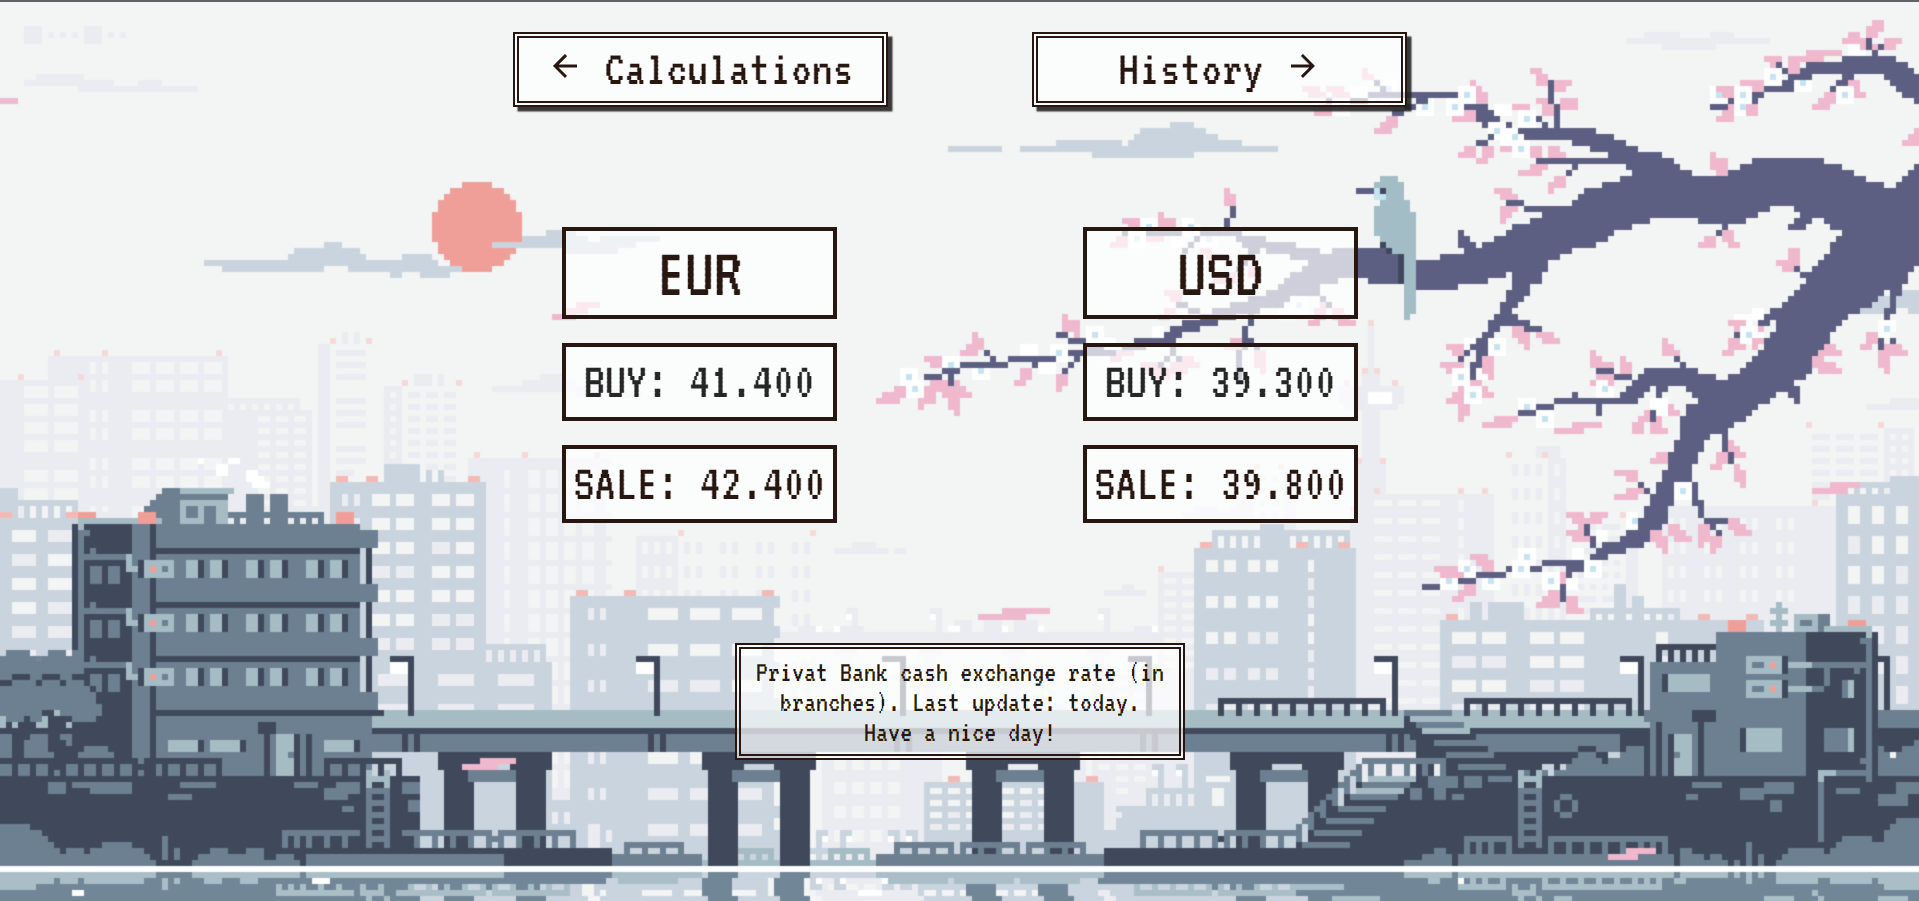 ← Calculations
History →
EUR
BUY: 41.400
SALE: 42.400
USD
BUY: 39.300
SALE: 39.800
Privat Bank cash exchange rate (in
branches). Last update: today.
Have a nice day!